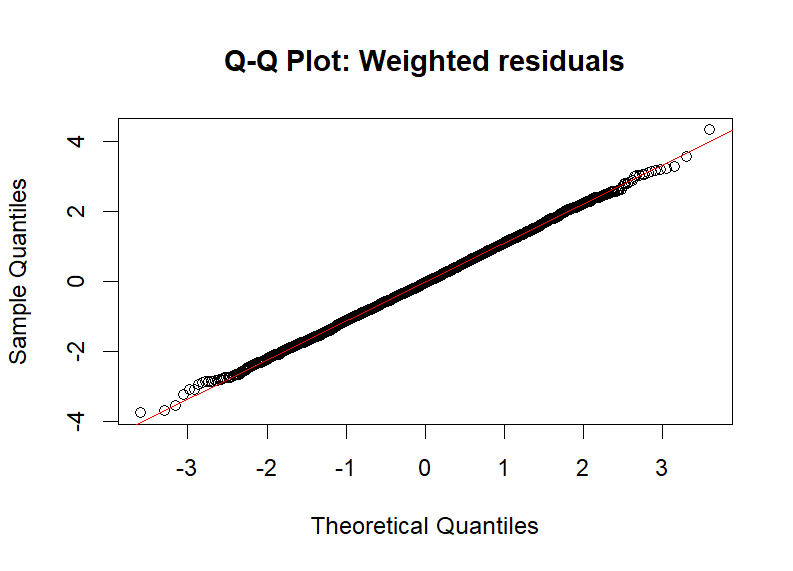 Q-Q Plot: Weighted residuals
Sample Quantiles
4
2
0
-2
-4
-3 -2 -1 0 1 2 3
Theoretical Quantiles